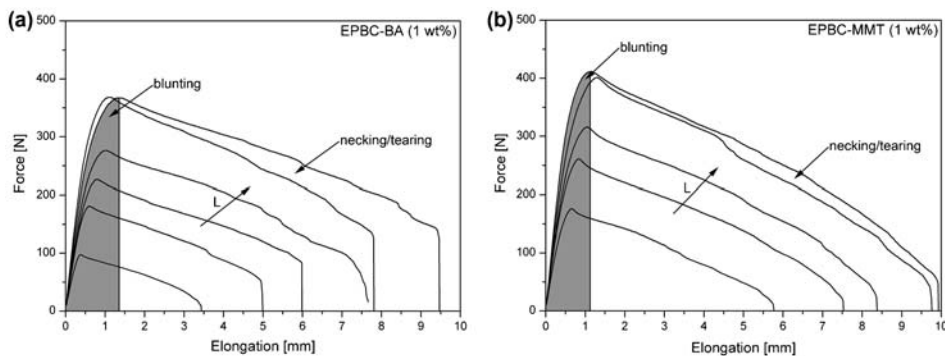 (a)
EPBC-BA (1 wt%)
blunting
necking/tearing
L
Force [N]
500
400
300
200
100
0
0 1 2 3 4 5 6 7 8 9 10
Elongation [mm]
(b)
EPBC-MMT (1 wt%)
blunting
necking/tearing
L
Force [N]
500
400
300
200
100
0
0 1 2 3 4 5 6 7 8 9 10
Elongation [mm]